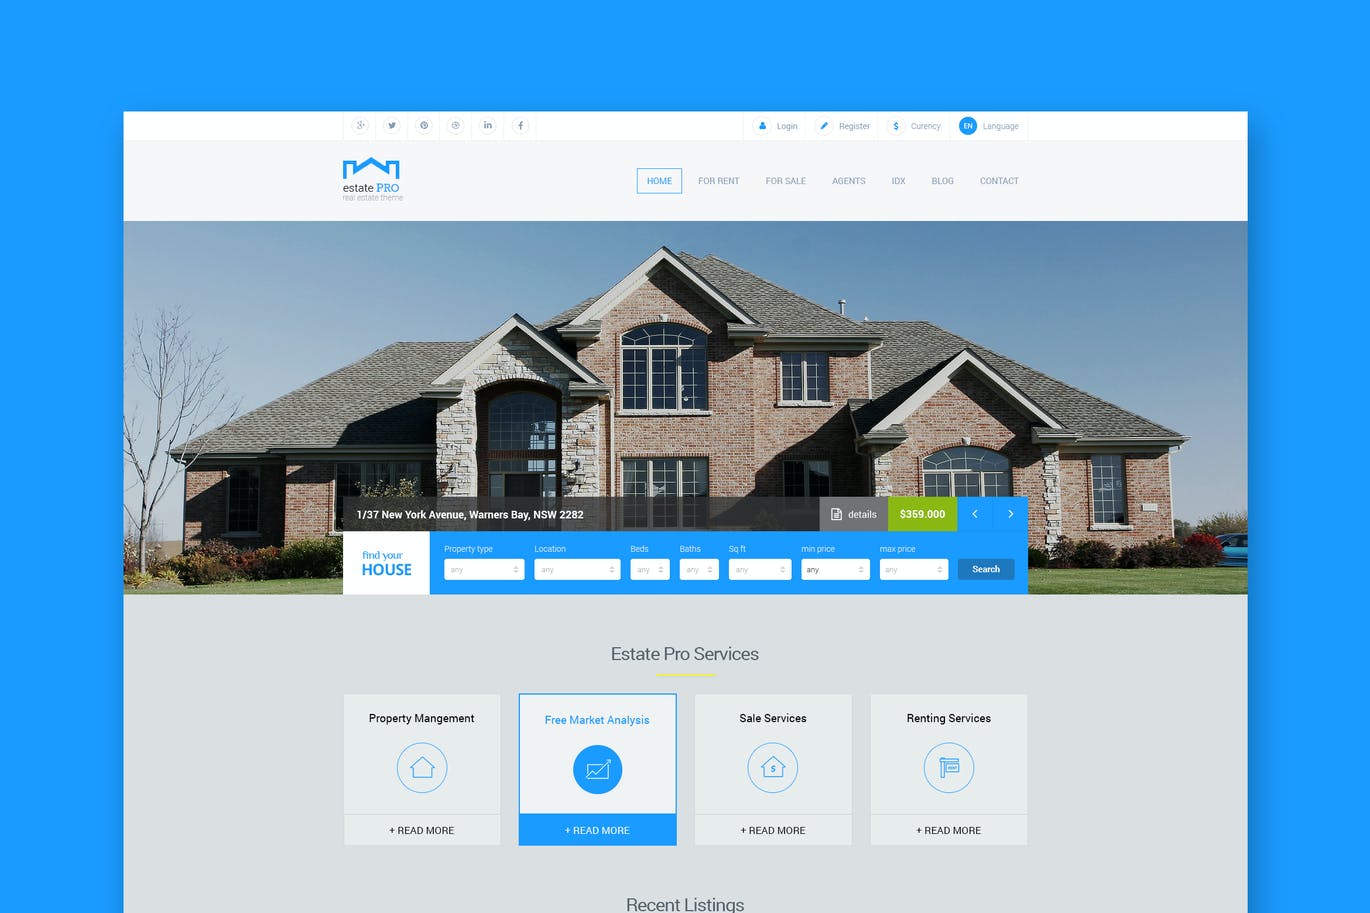 Login
Register
$
Curency
EN
Language
estate PRO
real estate theme
HOME
FOR RENT
FOR SALE
AGENTS
IDX
BLOG
CONTACT
1/37 New York Avenue, Warners Bay, NSW 2282
details
$359.000
find your
HOUSE
Property type
Location
Beds
Baths
Sq ft
min price
max price
any
any
any
any
any
any
any
Search
Estate Pro Services
Property Mangement
Free Market Analysis
Sale Services
Renting Services
$
RENT
+ READ MORE
+ READ MORE
+ READ MORE
+ READ MORE
Recent Listings